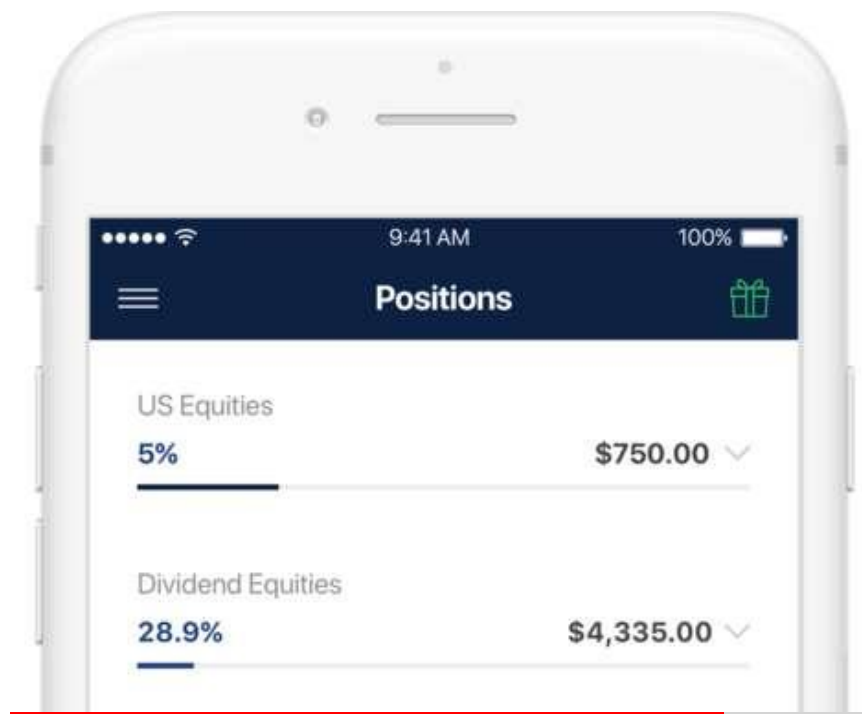 9:41 AM
100%
Positions
US Equities
5%
$750.00
Dividend Equities
28.9%
$4,335.00